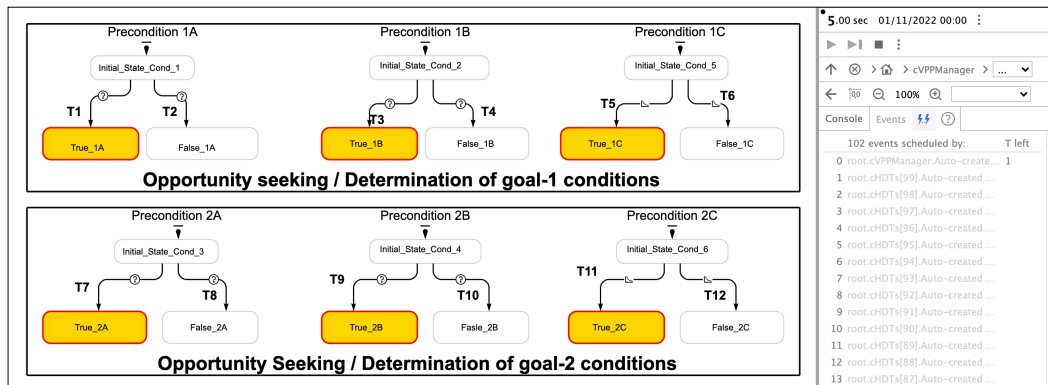 Precondition 1A
Precondition 1B
Precondition 1C
Initial_State_Cond_1
Initial_State_Cond_2
Initial_State_Cond_5
T1
T2
T3
T4
T5
T6
True_1A
False_1A
True_1B
False_1B
True_1C
False_1C
Opportunity seeking / Determination of goal-1 conditions
Precondition 2A
Precondition 2B
Precondition 2C
Initial_State_Cond_3
Initial_State_Cond_4
Initial_State_Cond_6
T7
T8
T9
T10
T11
T12
True_2A
False_2A
True_2B
Fasle_2B
True_2C
False_2C
Opportunity Seeking / Determination of goal-2 conditions
5.00 sec 01/11/2022 00:00
> cVPPManager > ...
100%
Console Events
102 events scheduled by: T left
0 root.cVPPManager.Auto-create... 1
1 root.cHDTs[99].Auto-created ...
2 root.cHDTs[98].Auto-created ...
3 root.cHDTs[97].Auto-created ...
4 root.cHDTs[96].Auto-created ...
5 root.cHDTs[95].Auto-created ...
6 root.cHDTs[94].Auto-created ...
7 root.cHDTs[93].Auto-created ...
8 root.cHDTs[92].Auto-created ...
9 root.cHDTs[91].Auto-created ...
10 root.cHDTs[90].Auto-created ...
11 root.cHDTs[89].Auto-created ...
12 root.cHDTs[88].Auto-created ...
13 root.cHDTs[87].Auto-created ...